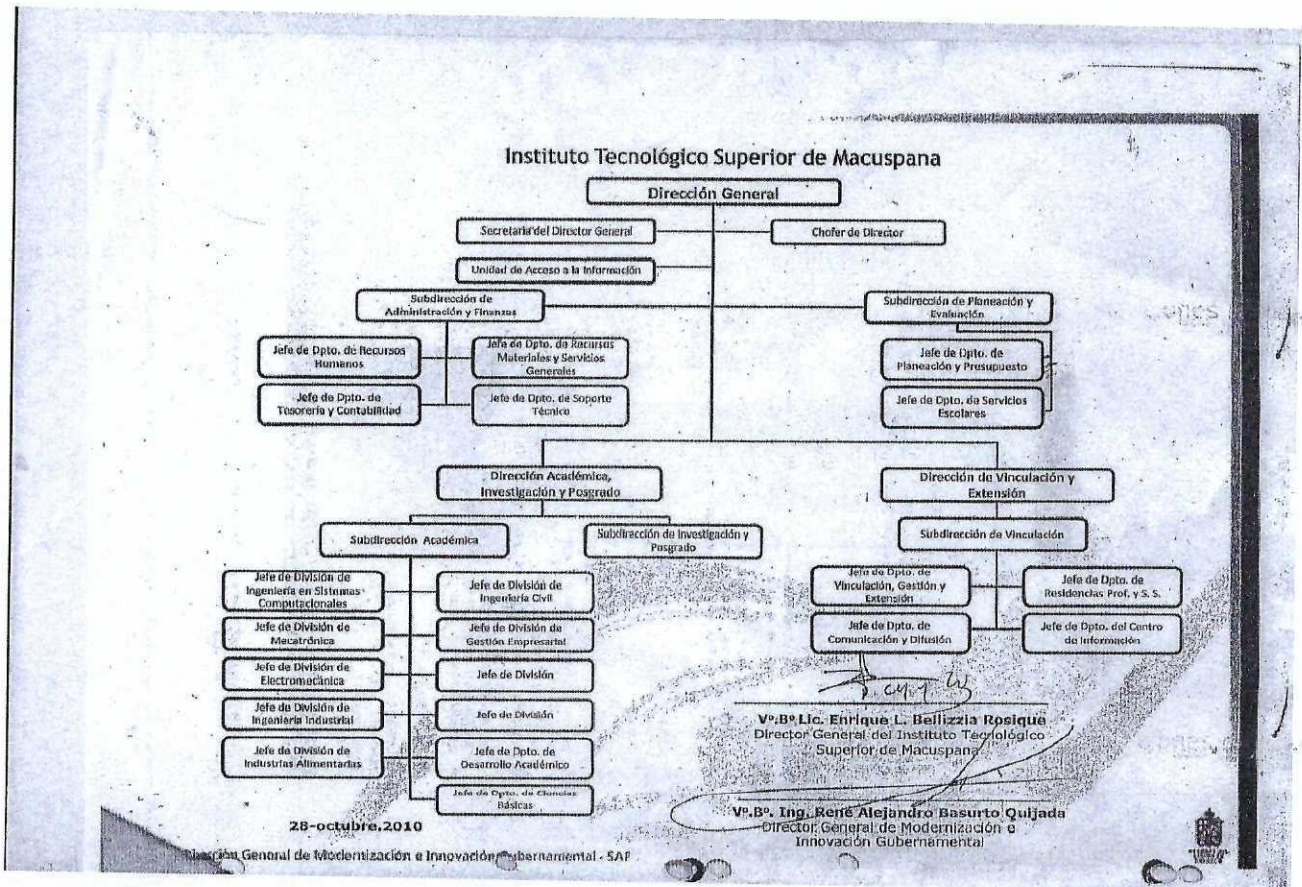 Instituto Tecnológico Superior de Macuspana
Dirección General
Secretaria del Director General
Chofer de Director
Unidad de Acceso a la Información
Subdirección de
Administración y Finanzas
Subdirección de Planeación y
Evaluación
Jefe de Dpto. de Recursos
Humanos
Jefe de Dpto. de Recursos
Materiales y Servicios
Generales
Jefe de Dpto. de
Tesorería y Contabilidad
Jefe de Dpto. de Soporte
Técnico
Jefe de Dpto. de
Planeación y Presupuesto
Jefe de Dpto. de Servicios
Escolares
Dirección Académica,
Investigación y Posgrado
Dirección de Vinculación y
Extensión
Subdirección Académica
Subdirección de Investigación y
Posgrado
Subdirección de Vinculación
Jefe de División de
Ingeniería en Sistemas
Computacionales
Jefe de División de
Ingeniería Civil
Jefe de División de
Mecatrónica
Jefe de División de
Gestión Empresarial
Jefe de División de
Electromecánica
Jefe de División
Jefe de División de
Ingeniería Industrial
Jefe de División
Jefe de División de
Industrias Alimentarias
Jefe de Dpto. de
Desarrollo Académico
Jefe de Dpto. de Ciencias
Básicas
Jefe de Dpto. de
Vinculación, Gestión y
Extensión
Jefe de Dpto. de
Residencias Prof. y S. S.
Jefe de Dpto. de
Comunicación y Difusión
Jefe de Dpto. del Centro
de Información
Vº.Bº Lic. Enrique L. Bellizzia Rosique
Director General del Instituto Tecnológico
Superior de Macuspana
Vº.Bº. Ing. René Alejandro Basurto Quijada
Director General de Modernización e
Innovación Gubernamental
28-octubre.2010
General de Modernización e Innovación - SAF